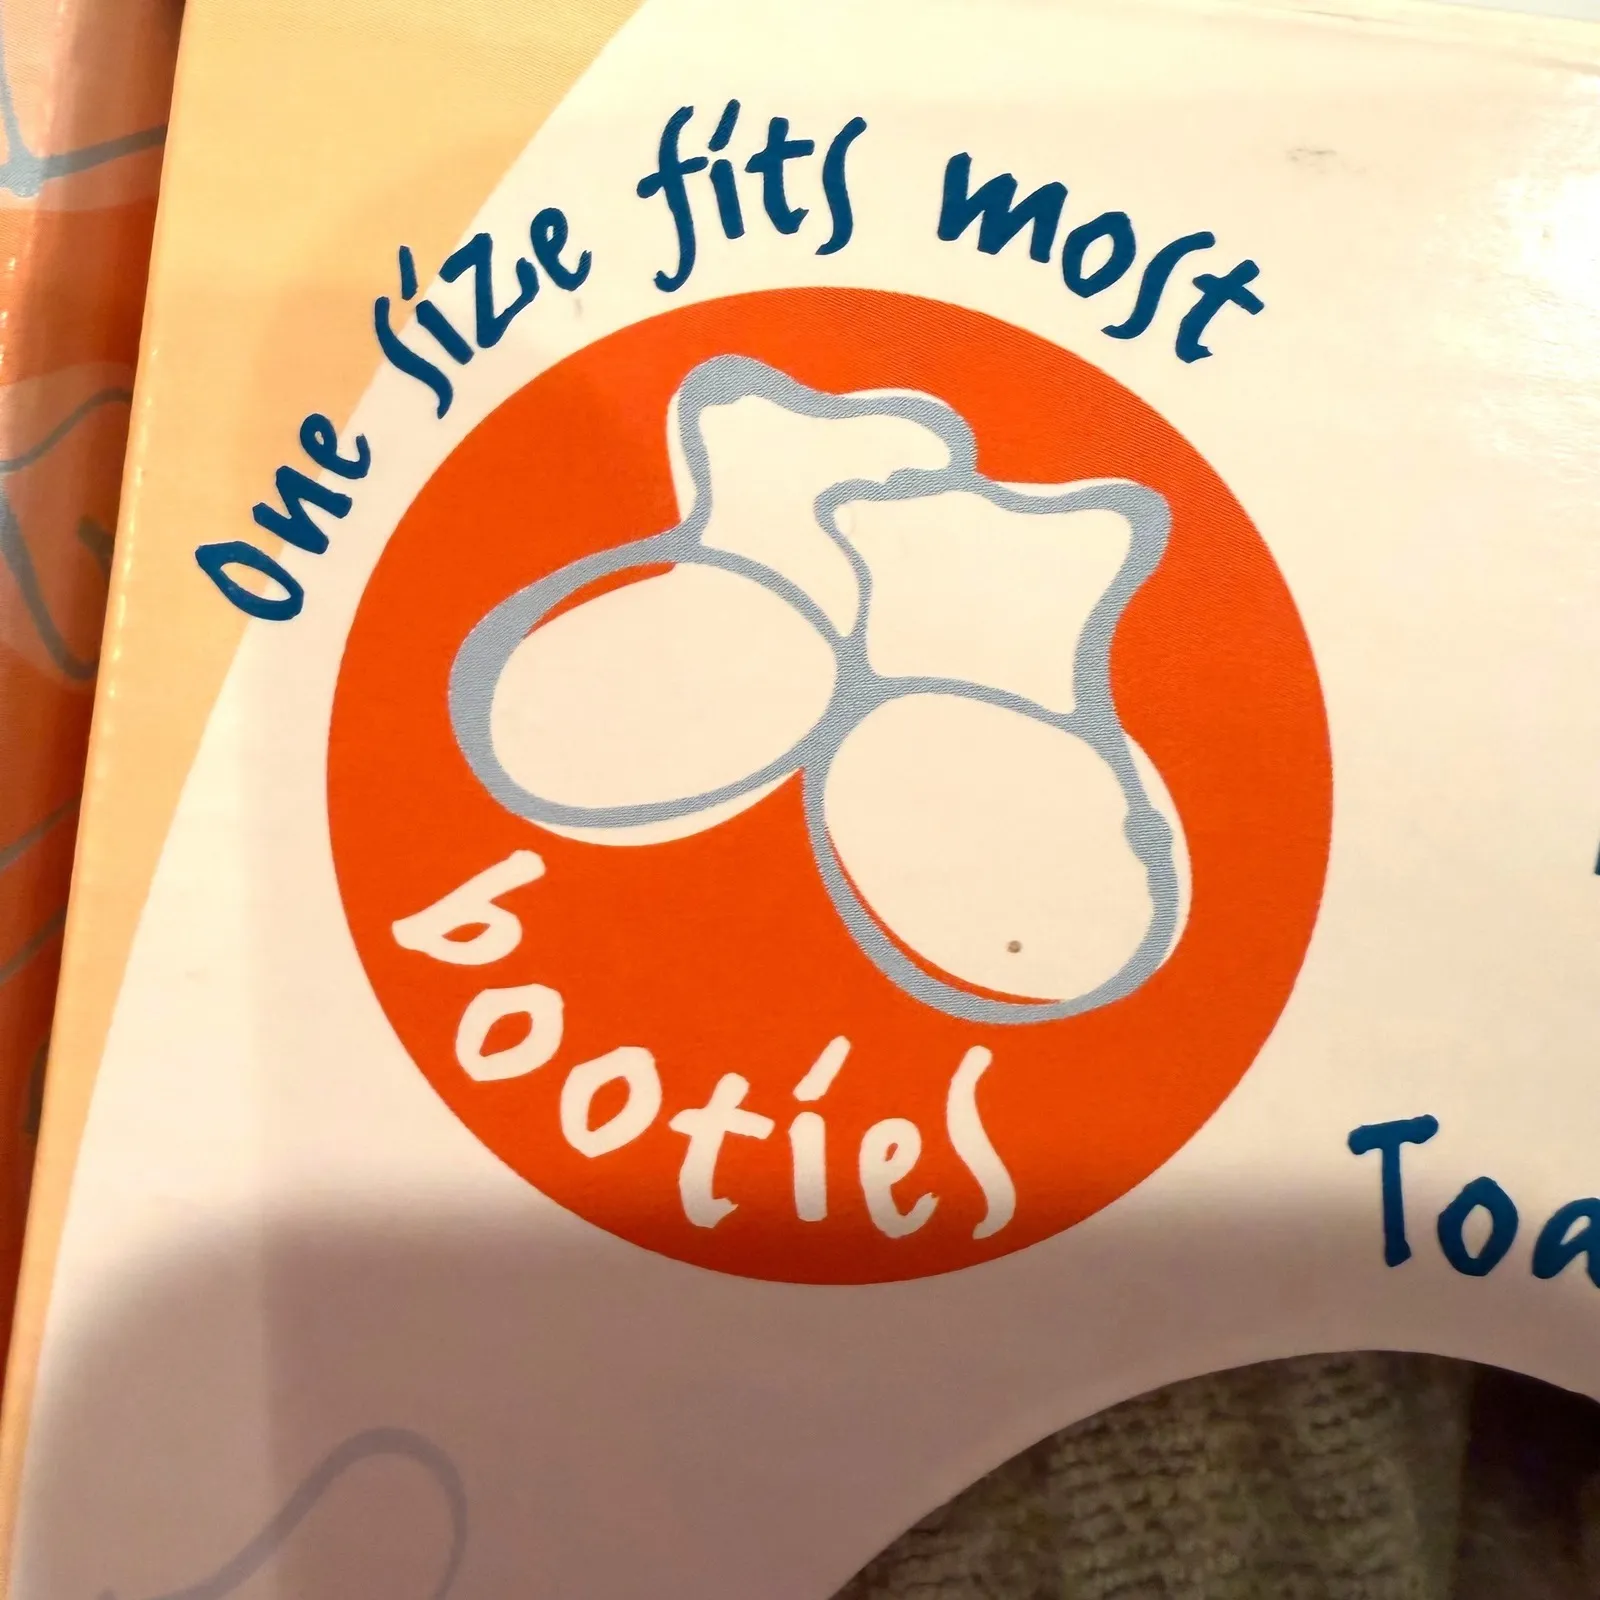 One size fits most
booties